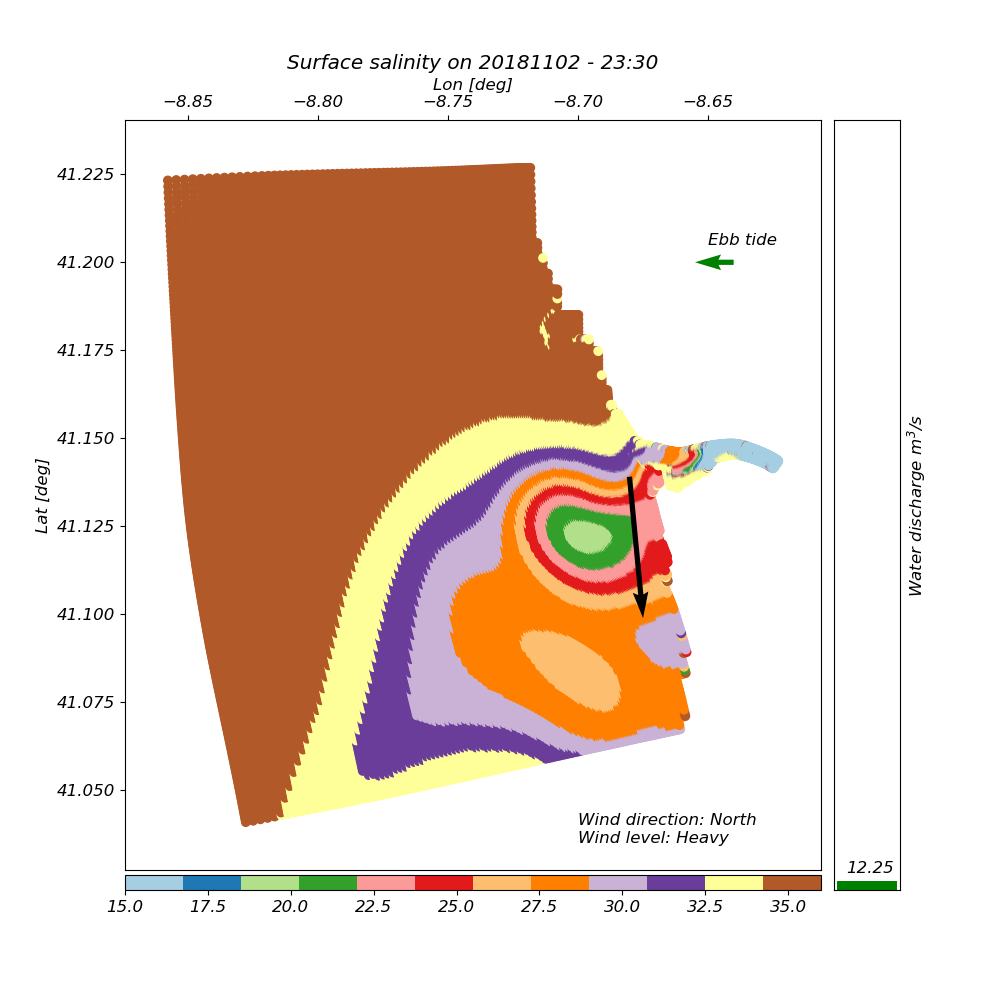 Surface salinity on 20181102 - 23:30
Lon [deg]
−8.85 −8.80 −8.75 −8.70 −8.65
41.225
41.200
41.175
41.150
41.125
41.100
41.075
41.050
Lat [deg]
Ebb tide
Wind direction: North
Wind level: Heavy
15.0 17.5 20.0 22.5 25.0 27.5 30.0 32.5 35.0
12.25
Water discharge m³/s